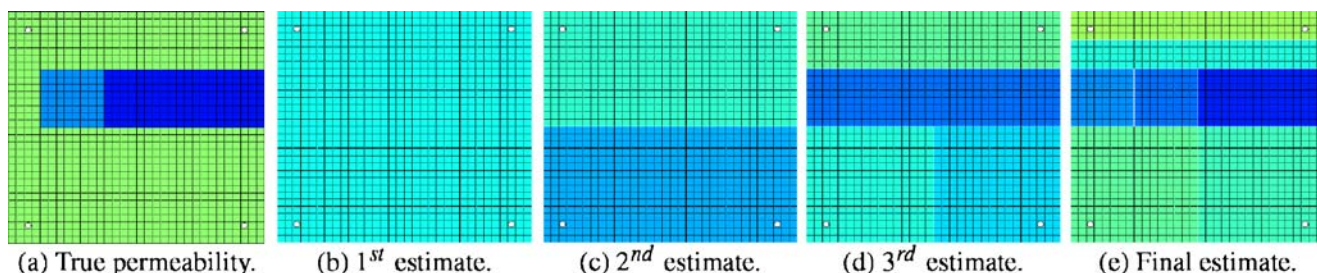 (a) True permeability.
(b) 1st estimate.
(c) 2nd estimate.
(d) 3rd estimate.
(e) Final estimate.